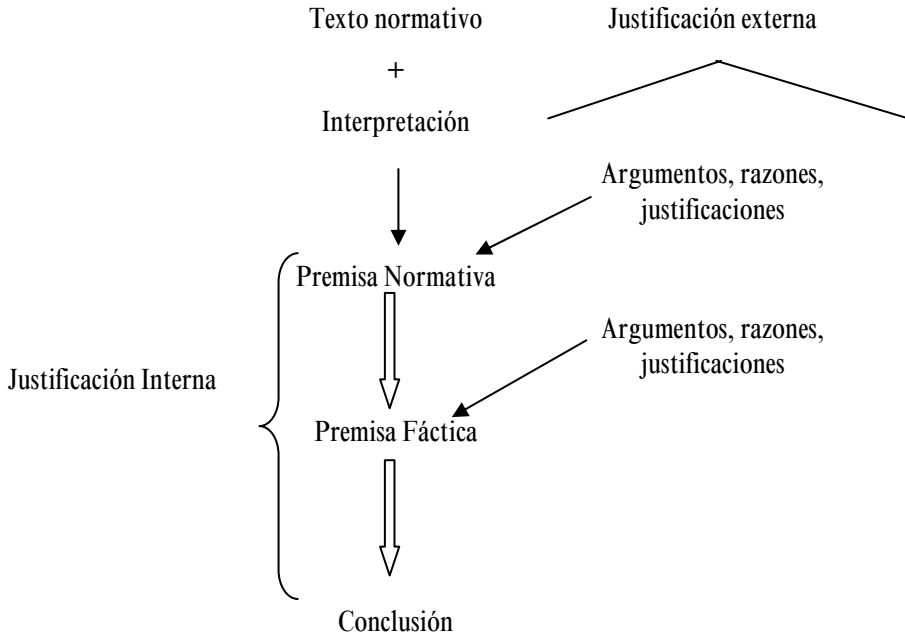 Texto normativo
Justificación externa
+
Interpretación
Argumentos, razones,
justificaciones
Premisa Normativa
Argumentos, razones,
justificaciones
Justificación Interna
Premisa Fáctica
Conclusión